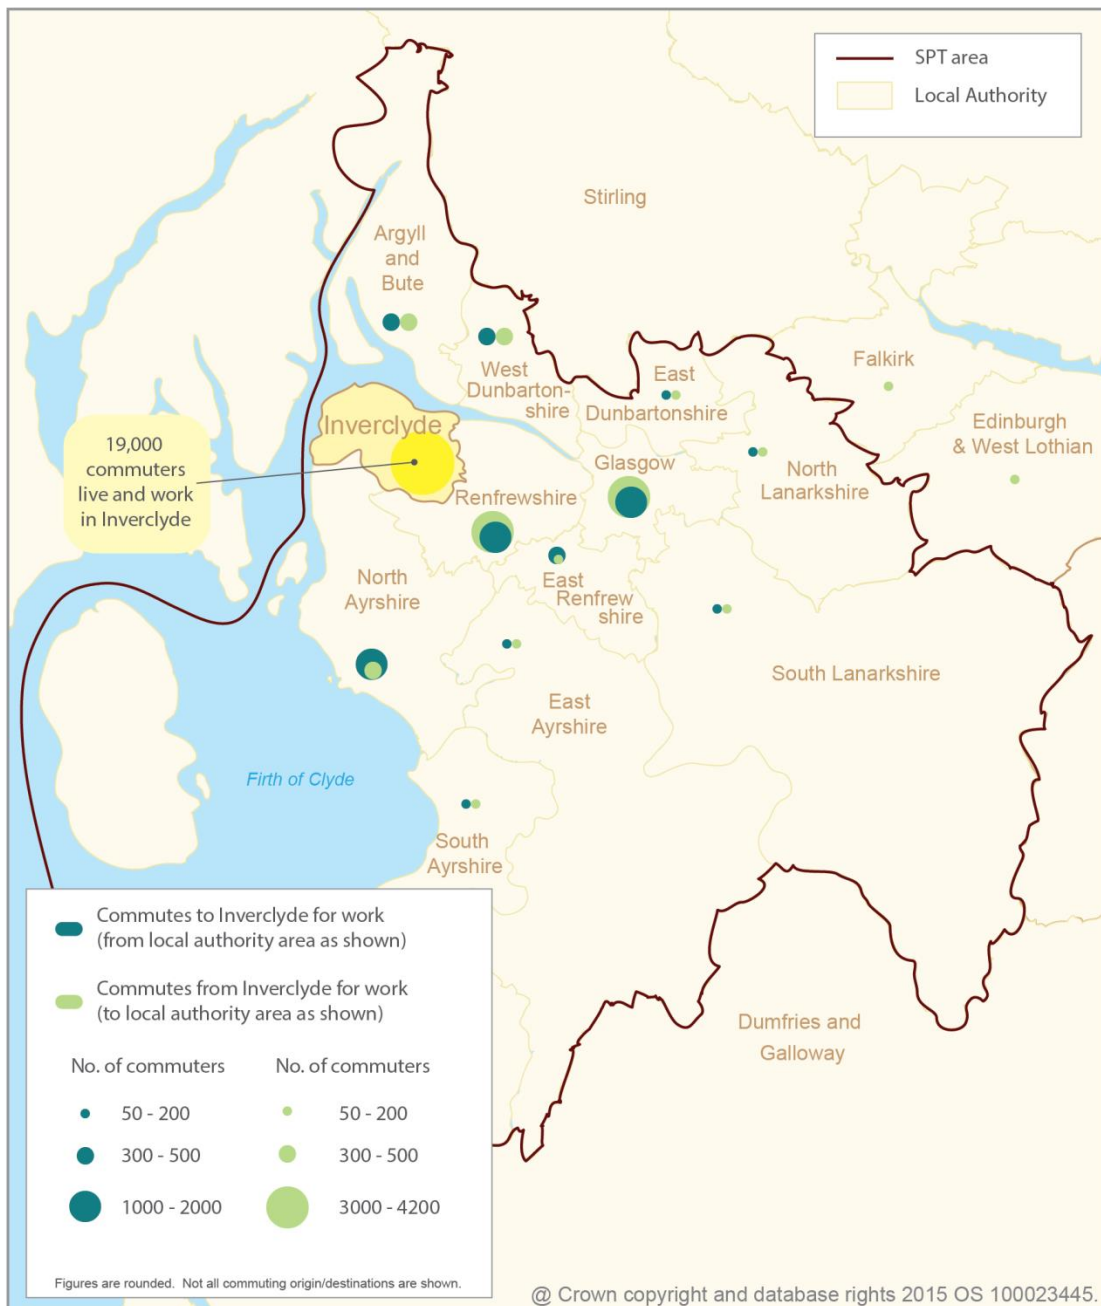 SPT area
Local Authority
Stirling
Argyll
and
Bute
West
Dunbarton-
shire
East
Dunbartonshire
Falkirk
Edinburgh
& West Lothian
Inverclyde
19,000
commuters
live and work
in Inverclyde
Glasgow
North
Lanarkshire
Renfrewshire
East
Renfrew
shire
North
Ayrshire
South Lanarkshire
East
Ayrshire
Firth of Clyde
South
Ayrshire
Dumfries and
Galloway
Commutes to Inverclyde for work
(from local authority area as shown)
Commutes from Inverclyde for work
(to local authority area as shown)
No. of commuters No. of commuters
50 - 200 50 - 200
300 - 500 300 - 500
1000 - 2000 3000 - 4200
Figures are rounded. Not all commuting origin/destinations are shown.
@ Crown copyright and database rights 2015 OS 100023445.